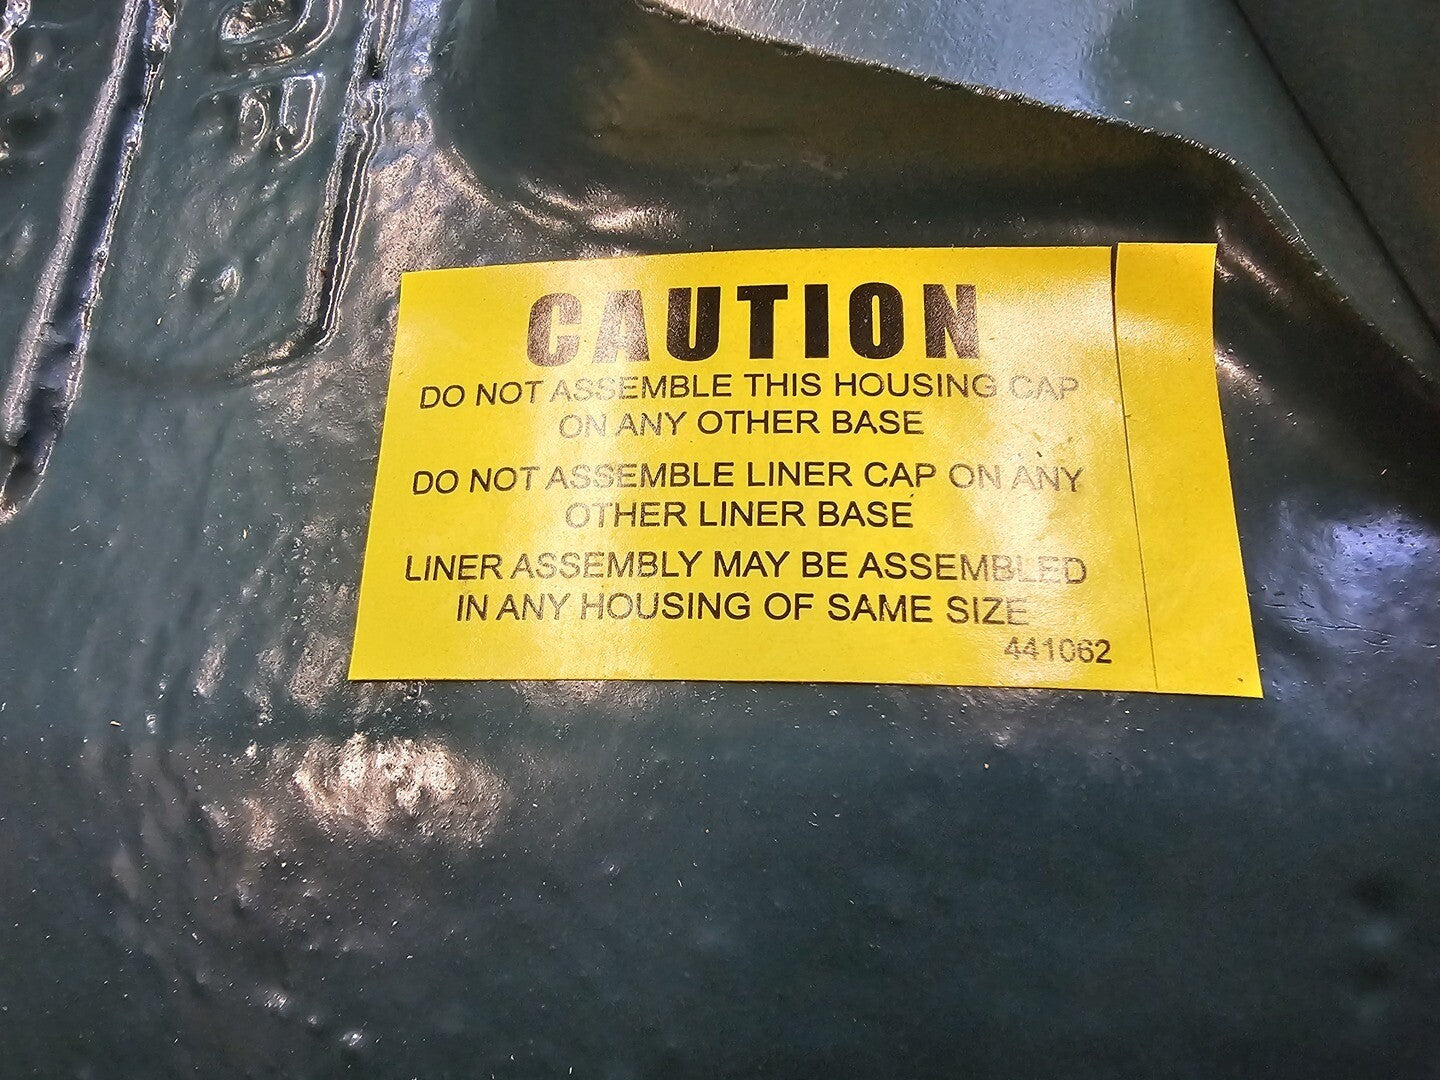 CAUTION
DO NOT ASSEMBLE THIS HOUSING CAP
ON ANY OTHER BASE
DO NOT ASSEMBLE LINER CAP ON ANY
OTHER LINER BASE
LINER ASSEMBLY MAY BE ASSEMBLED
IN ANY HOUSING OF SAME SIZE
441062